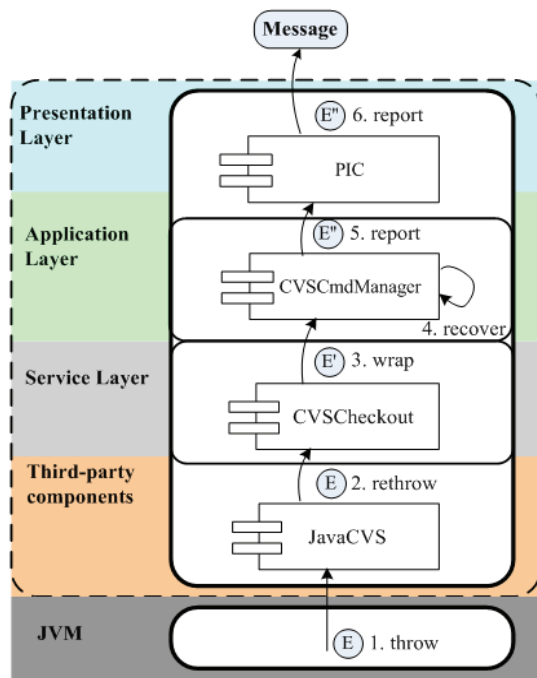 Message
Presentation
Layer
E" 6. report
PIC
Application
Layer
E" 5. report
CVSCmdManager
4. recover
Service Layer
E' 3. wrap
CVSCheckout
Third-party
components
E 2. rethrow
JavaCVS
JVM
E 1. throw